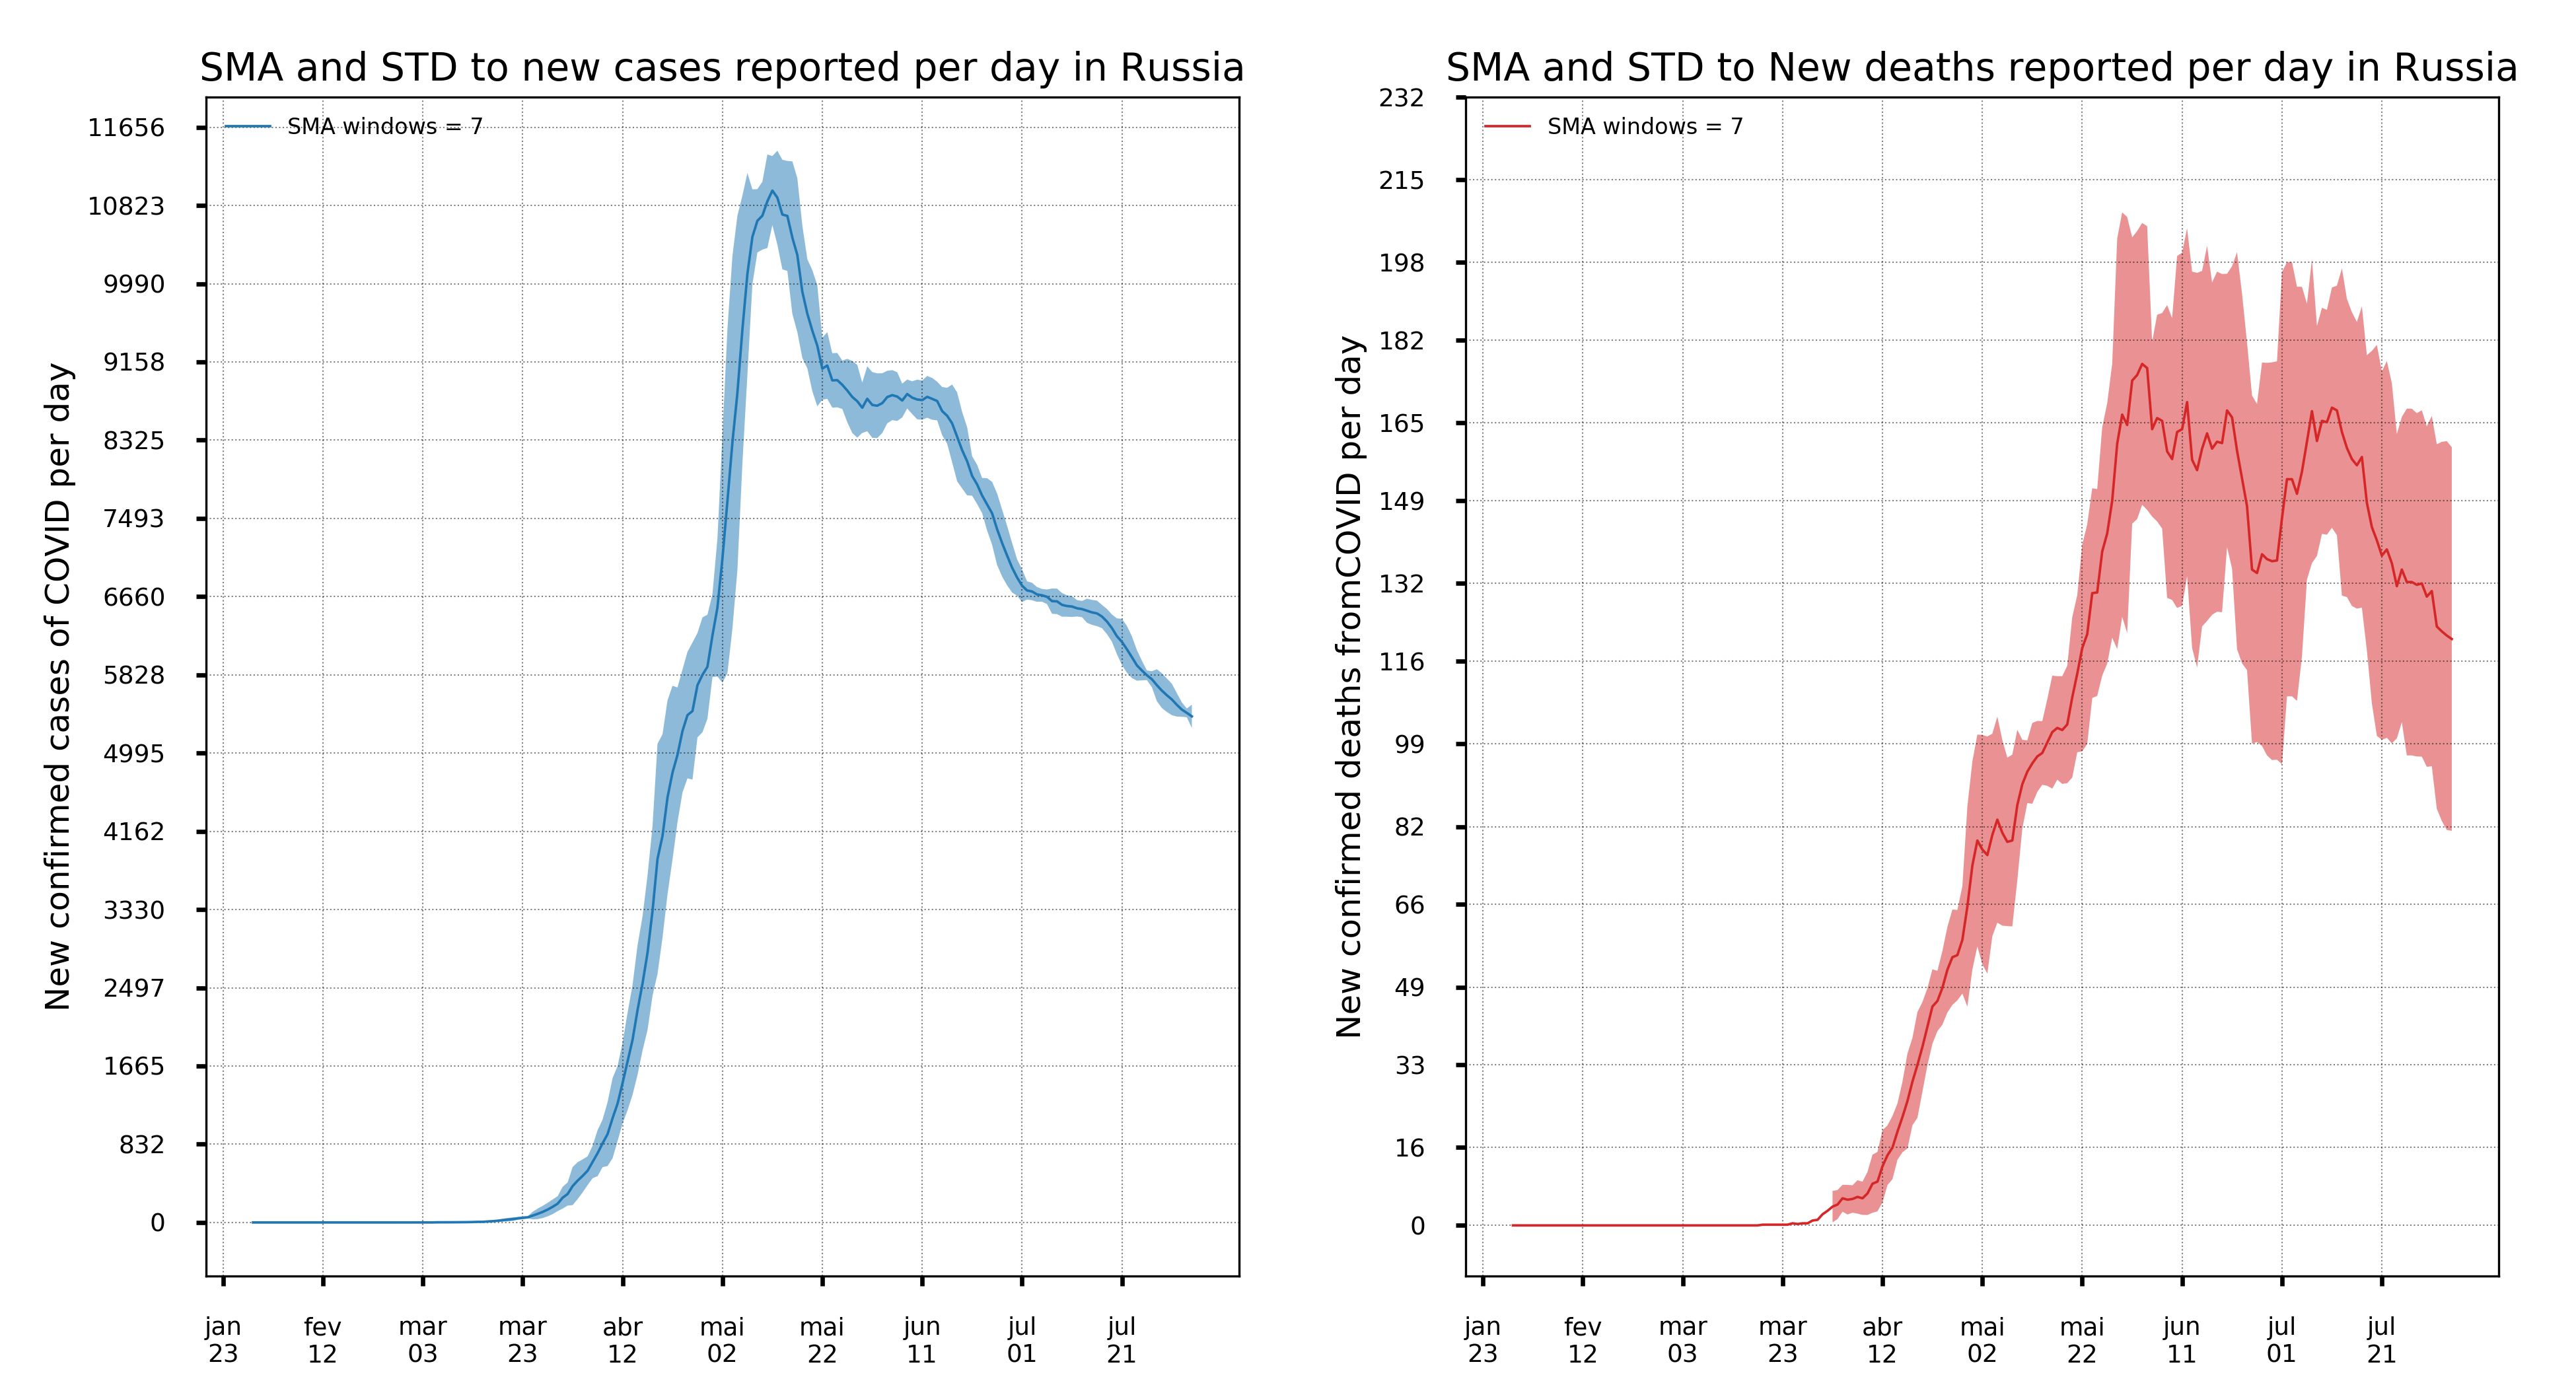 SMA and STD to new cases reported per day in Russia
SMA windows = 7
New confirmed cases of COVID per day
11656
10823
9990
9158
8325
7493
6660
5828
4995
4162
3330
2497
1665
832
0
jan 23
fev 12
mar 03
mar 23
abr 12
mai 02
mai 22
jun 11
jul 01
jul 21
SMA and STD to New deaths reported per day in Russia
SMA windows = 7
New confirmed deaths fromCOVID per day
232
215
198
182
165
149
132
116
99
82
66
49
33
16
0
jan 23
fev 12
mar 03
mar 23
abr 12
mai 02
mai 22
jun 11
jul 01
jul 21